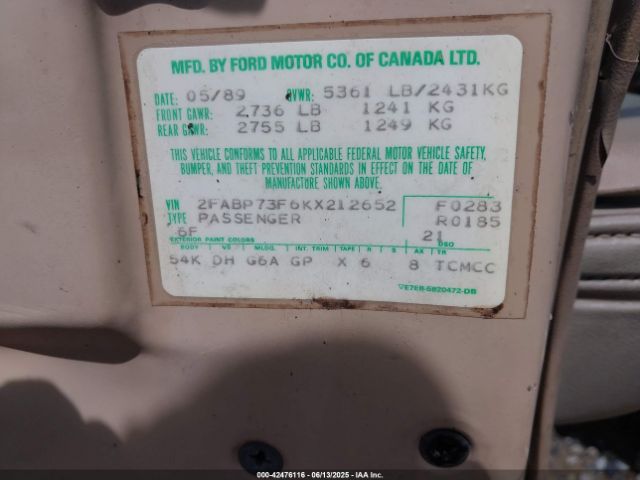 MFD. BY FORD MOTOR CO. OF CANADA LTD.
DATE: 05/89 GVWR: 5361 LB/2431KG
FRONT GAWR: 2736 LB 1241 KG
REAR GAWR: 2755 LB 1249 KG
THIS VEHICLE CONFORMS TO ALL APPLICABLE FEDERAL MOTOR VEHICLE SAFETY,
BUMPER, AND THEFT PREVENTION STANDARDS IN EFFECT ON THE DATE OF
MANUFACTURE SHOWN ABOVE.
VIN 2FABP73F6KX212652 F0283
TYPE PASSENGER R0185
6F 21
EXTERIOR PAINT COLORS DSO
BODY VR MLDG. INT. TRIM TAPE R S AX TR
54K DH G6A GP X 6 8 TCMCC
VE7EB-5820472-DB
00-42476116 - 06/13/2025 - IAA Inc.